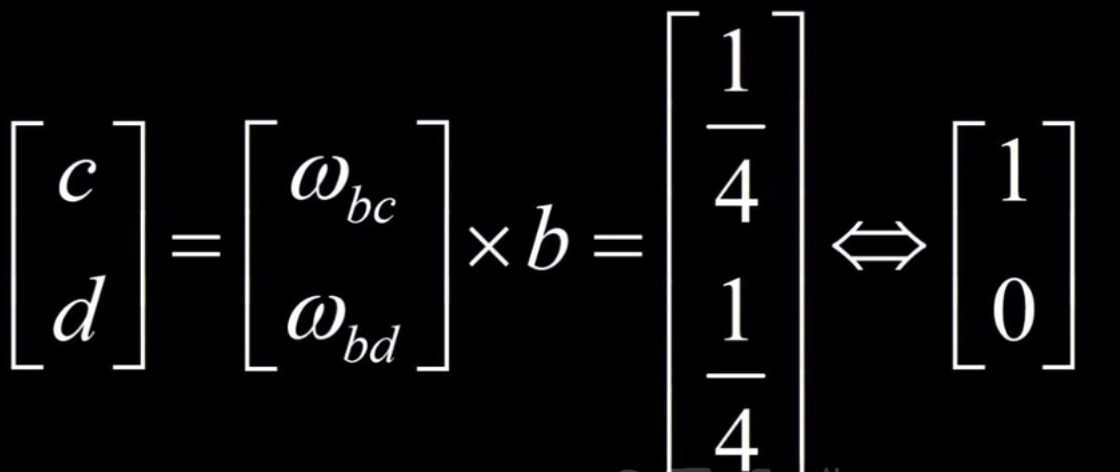 [c d] = [ω_bc ω_bd] × b = [1/4 1/4] ⇔ [1 0]